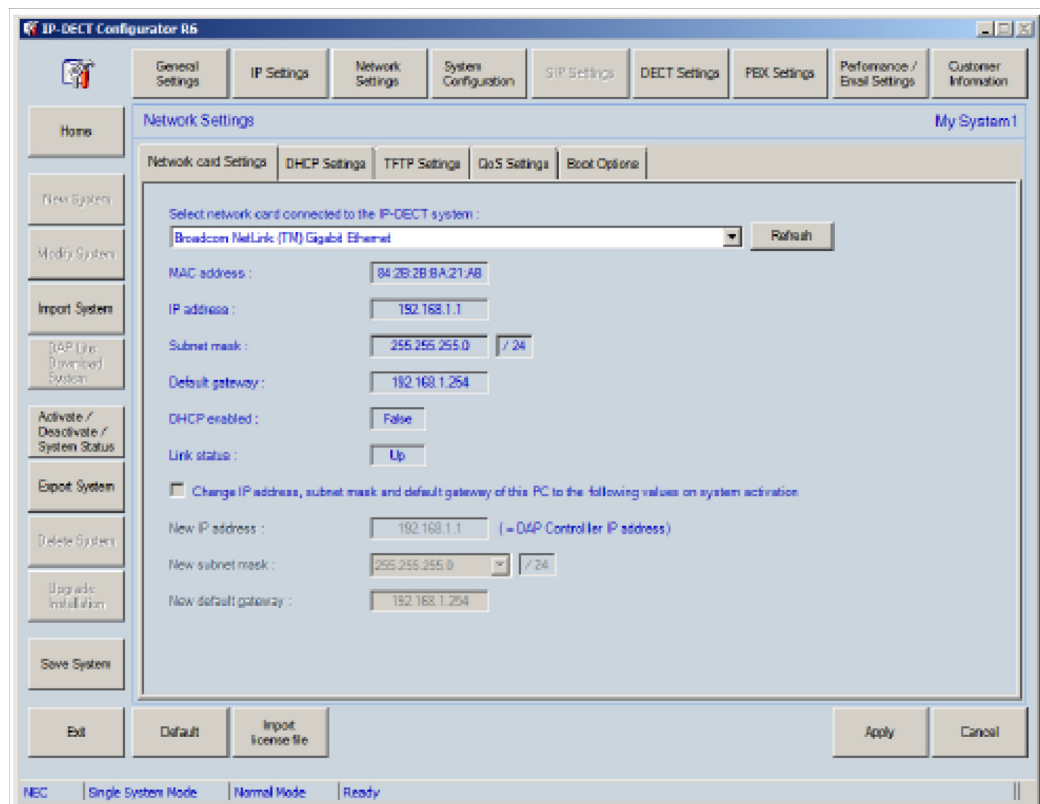 IP-DECT Configurator R6
General Settings
IP Settings
Network Settings
System Configuration
SIP Settings
DECT Settings
PBX Settings
Performance / Email Settings
Customer Information
Home
New System
Modify System
Import System
DAP Lite Download System
Activate / Deactivate / System Status
Export System
Delete System
Upgrade Installation
Save System
Exit
Network Settings
My System1
Network card Settings
DHCP Settings
TFTP Settings
QoS Settings
Boot Options
Select network card connected to the IP-DECT system :
Broadcom NetLink (TM) Gigabit Ethernet
Refresh
MAC address : 84:2B:2B:8A:21:AB
IP address : 192.168.1.1
Subnet mask : 255.255.255.0 / 24
Default gateway : 192.168.1.254
DHCP enabled : False
Link status : Up
Change IP address, subnet mask and default gateway of this PC to the following values on system activation
New IP address : 192.168.1.1 ( = DAP Controlller IP address)
New subnet mask : 255.255.255.0 / 24
New default gateway : 192.168.1.254
Default
Import license file
Apply
Cancel
NEC
Single System Mode
Normal Mode
Ready